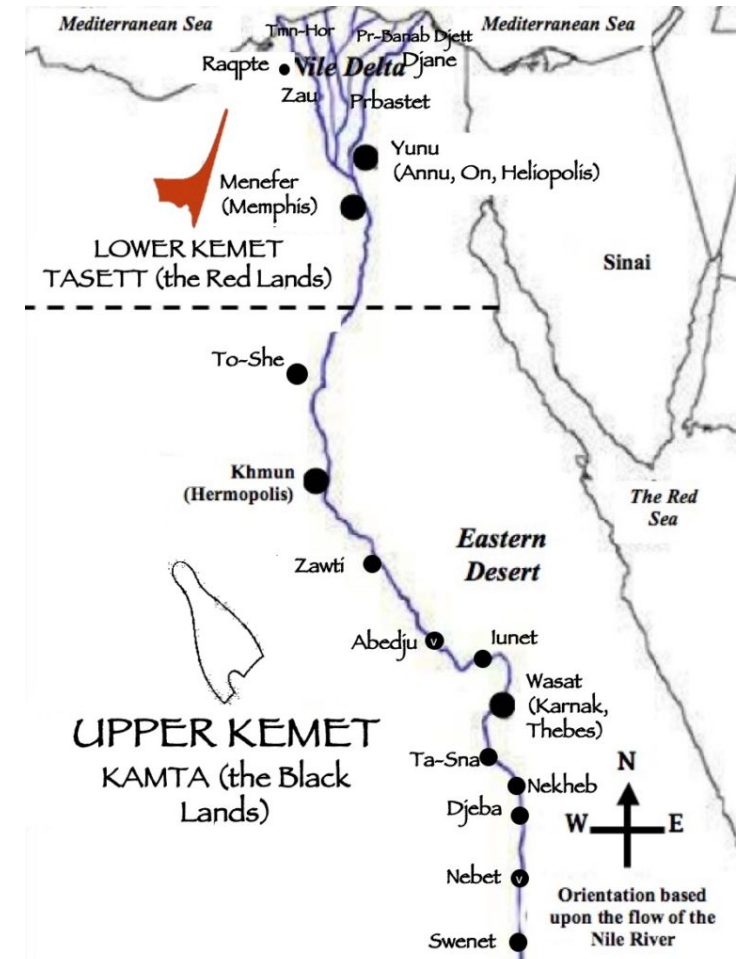 Mediterranean Sea
Tmn-Hor
Pr-Banab Djett
Mediterranean Sea
Raqpte
Nile Delta
Djane
Zau
Prbastet
Yunu
(Annu, On, Heliopolis)
Menefer
(Memphis)
LOWER KEMET
TASETT (the Red Lands)
Sinai
To-She
Khmun
(Hermopolis)
The Red
Sea
Eastern
Desert
Zawti
Abedju
v
Iunet
Wasat
(Karnak,
Thebes)
UPPER KEMET
KAMTA (the Black
Lands)
Ta-Sna
Nekheb
Djeba
N
W
E
Nebet
v
Orientation based
upon the flow of the
Nile River
Swenet